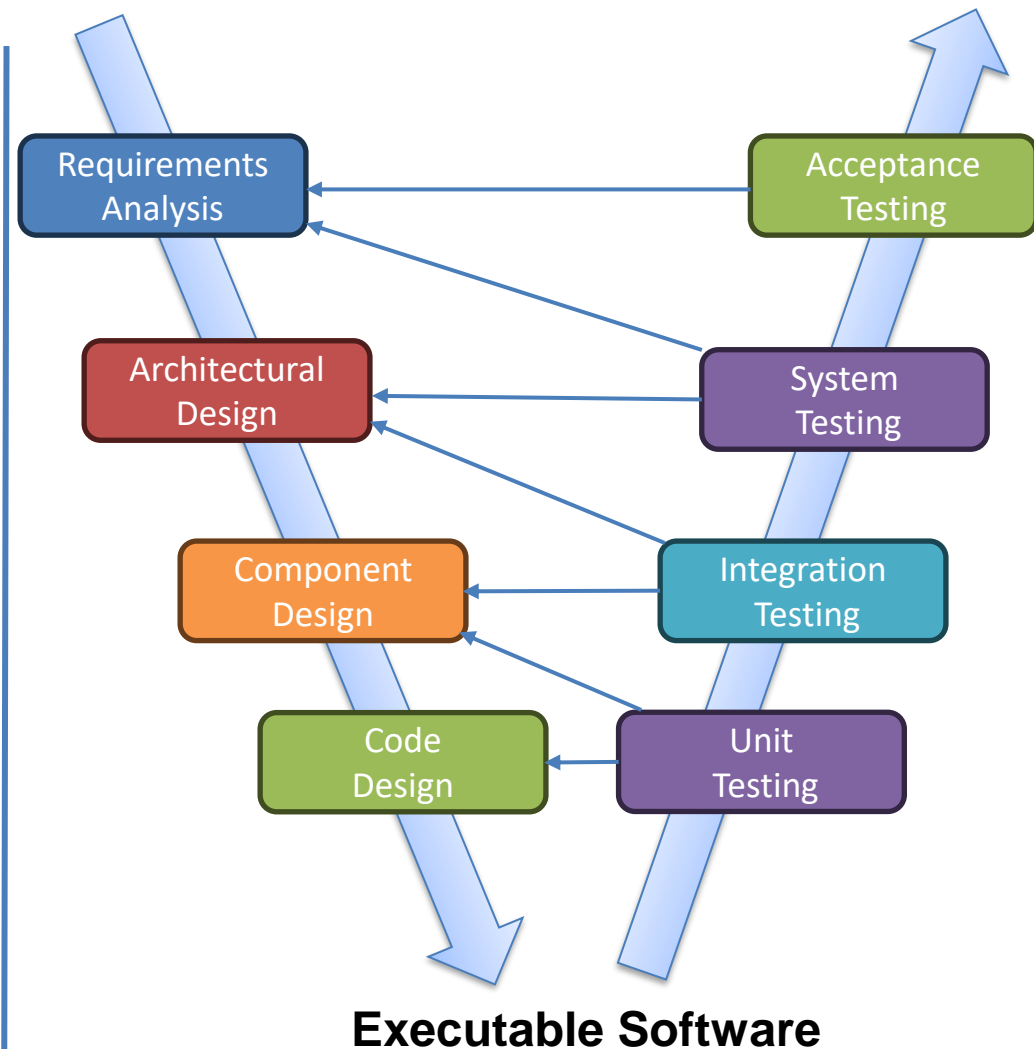 Requirements
Analysis
Acceptance
Testing
Architectural
Design
System
Testing
Component
Design
Integration
Testing
Code
Design
Unit
Testing
Executable Software